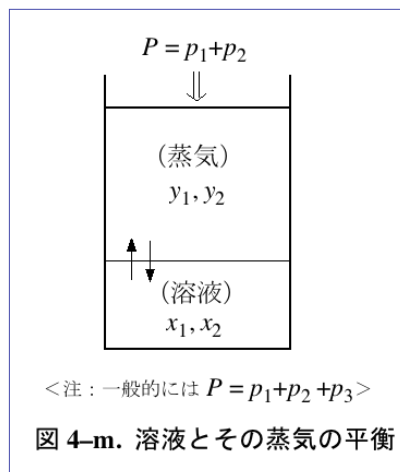 P = p1+p2
(蒸気)
y1, y2
(溶液)
x1, x2
<注：一般的には P = p1+p2 +p3>
図 4–m. 溶液とその蒸気の平衡